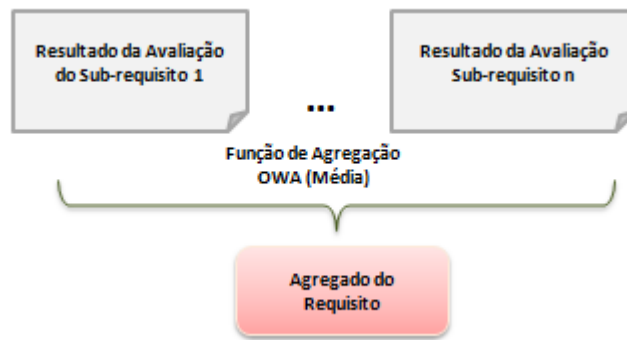 Resultado da Avaliação
do Sub-requisito 1
...
Resultado da Avaliação
Sub-requisito n
Função de Agregação
OWA (Média)
Agregado do
Requisito